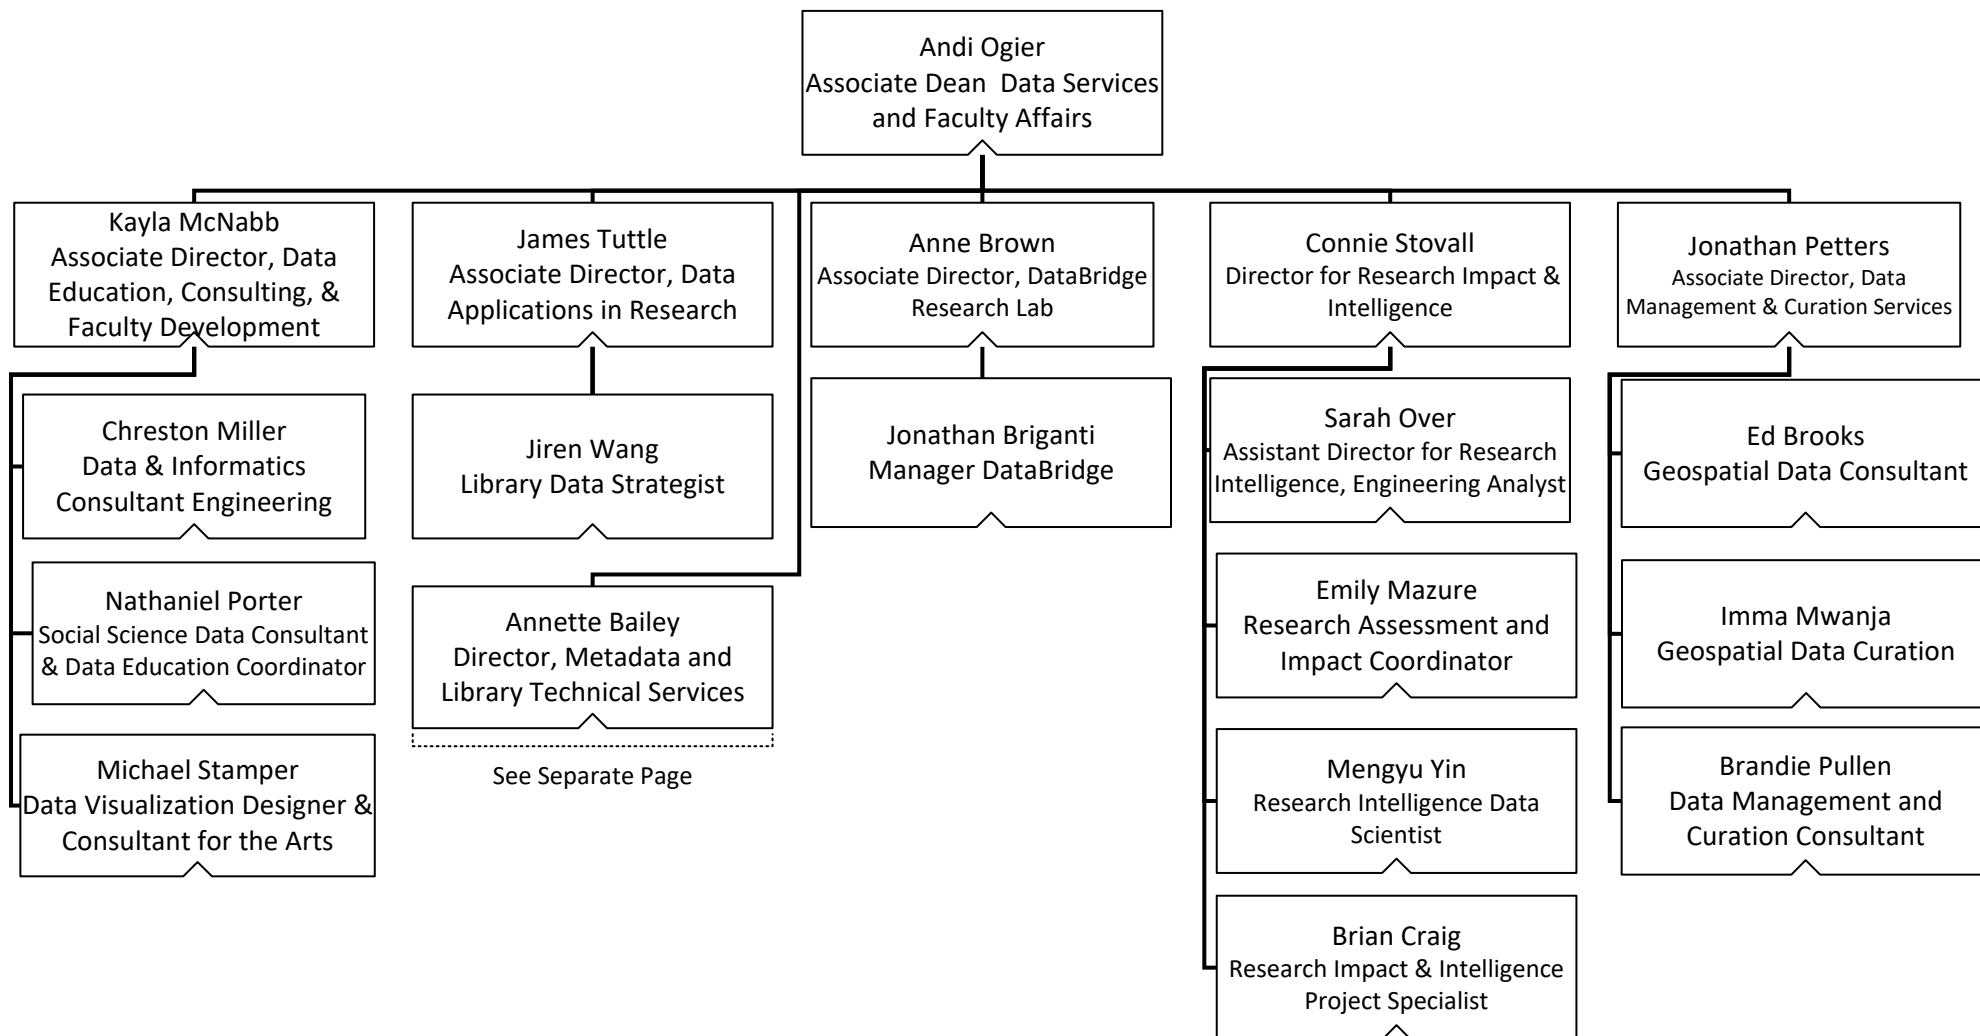 Andi Ogier
Associate Dean  Data Services
and Faculty Affairs
Kayla McNabb
Associate Director, Data
Education, Consulting, &
Faculty Development
James Tuttle
Associate Director, Data
Applications in Research
Anne Brown
Associate Director, DataBridge
Research Lab
Connie Stovall
Director for Research Impact &
Intelligence
Jonathan Petters
Associate Director, Data
Management & Curation Services
Chreston Miller
Data & Informatics
Consultant Engineering
Nathaniel Porter
Social Science Data Consultant
& Data Education Coordinator
Michael Stamper
Data Visualization Designer &
Consultant for the Arts
Jiren Wang
Library Data Strategist
Annette Bailey
Director, Metadata and
Library Technical Services
See Separate Page
Jonathan Briganti
Manager DataBridge
Sarah Over
Assistant Director for Research
Intelligence, Engineering Analyst
Emily Mazure
Research Assessment and
Impact Coordinator
Mengyu Yin
Research Intelligence Data
Scientist
Brian Craig
Research Impact & Intelligence
Project Specialist
Ed Brooks
Geospatial Data Consultant
Imma Mwanja
Geospatial Data Curation
Brandie Pullen
Data Management and
Curation Consultant